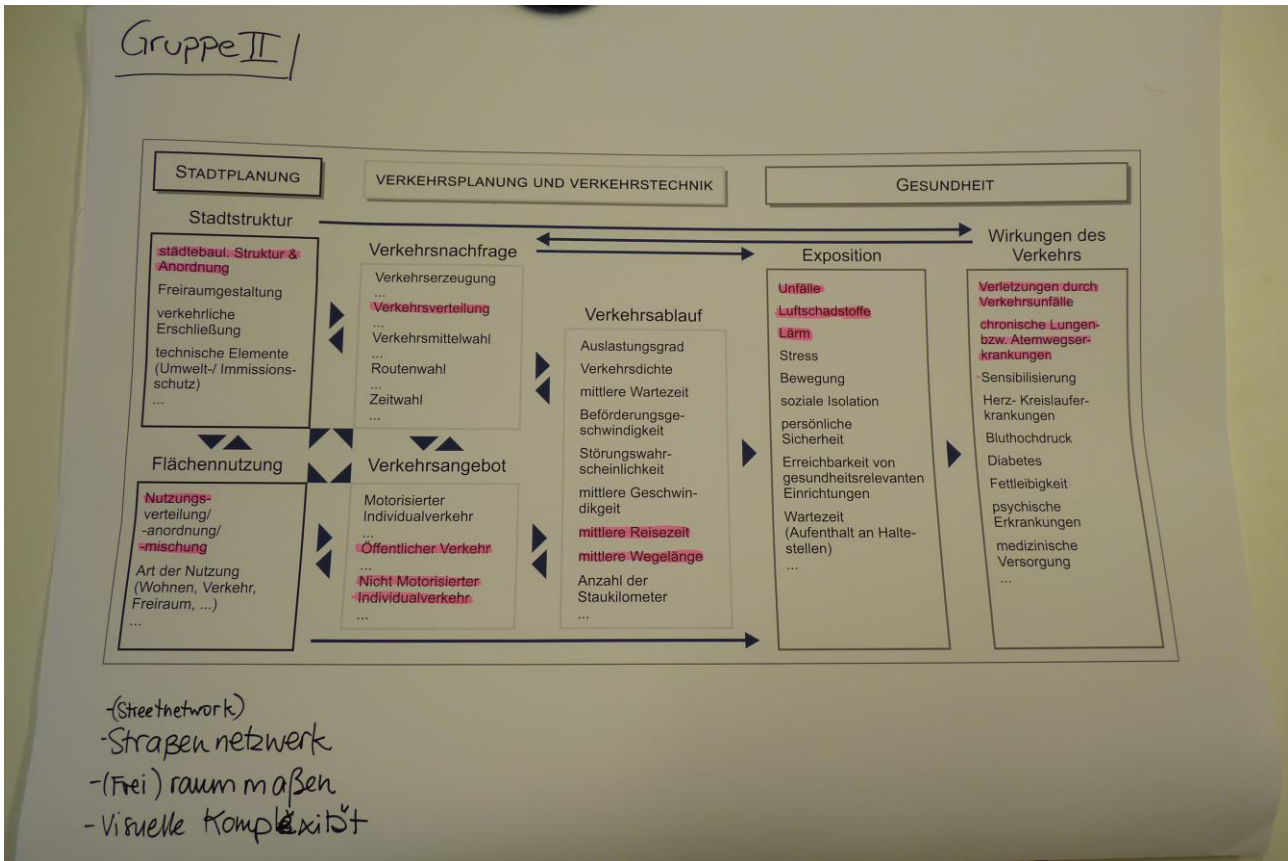 Gruppe II
STADTPLANUNG
VERKEHRSPLANUNG UND VERKEHRSTECHNIK
GESUNDHEIT
Stadtstruktur
städtebaul. Struktur &
Anordnung
Freiraumgestaltung
verkehrliche
Erschließung
technische Elemente
(Umwelt-/ Immissions-
schutz)
...
Flächennutzung
Nutzungs-
verteilung/
-anordnung/
-mischung
Art der Nutzung
(Wohnen, Verkehr,
Freiraum, ...)
...
Verkehrsnachfrage
Verkehrserzeugung
...
Verkehrsverteilung
...
Verkehrsmittelwahl
...
Routenwahl
...
Zeitwahl
...
Verkehrsangebot
Motorisierter
Individualverkehr
...
Öffentlicher Verkehr
...
Nicht Motorisierter
Individualverkehr
...
Verkehrsablauf
Auslastungsgrad
Verkehrsdichte
mittlere Wartezeit
Beförderungsge-
schwindigkeit
Störungswahr-
scheinlichkeit
mittlere Geschwin-
dikgeit
mittlere Reisezeit
mittlere Wegelänge
Anzahl der
Staukilometer
...
Exposition
Unfälle
Luftschadstoffe
Lärm
Stress
Bewegung
soziale Isolation
persönliche
Sicherheit
Erreichbarkeit von
gesundheitsrelevanten
Einrichtungen
Wartezeit
(Aufenthalt an Halte-
stellen)
...
Wirkungen des
Verkehrs
Verletzungen durch
Verkehrsunfälle
chronische Lungen-
bzw. Atemwegser-
krankungen
Sensibilisierung
Herz- Kreislaufer-
krankungen
Bluthochdruck
Diabetes
Fettleibigkeit
psychische
Erkrankungen
medizinische
Versorgung
...
-(Streetnetwork)
-Straßennetzwerk
-(Frei)raum maßen
-Visuelle Komplexität